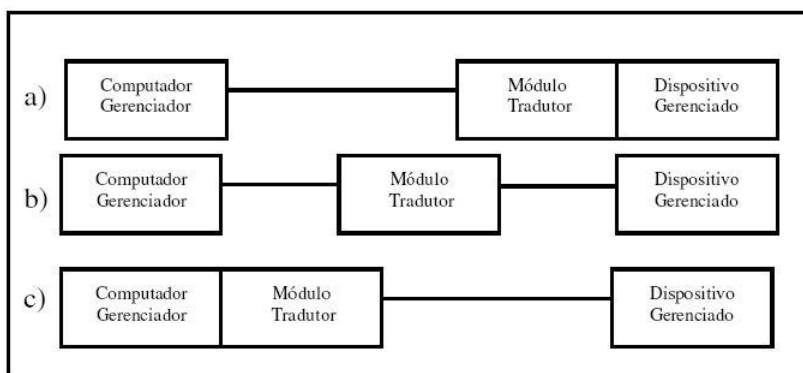 a)
Computador
Gerenciador
Módulo
Tradutor
Dispositivo
Gerenciado
b)
Computador
Gerenciador
Módulo
Tradutor
Dispositivo
Gerenciado
c)
Computador
Gerenciador
Módulo
Tradutor
Dispositivo
Gerenciado